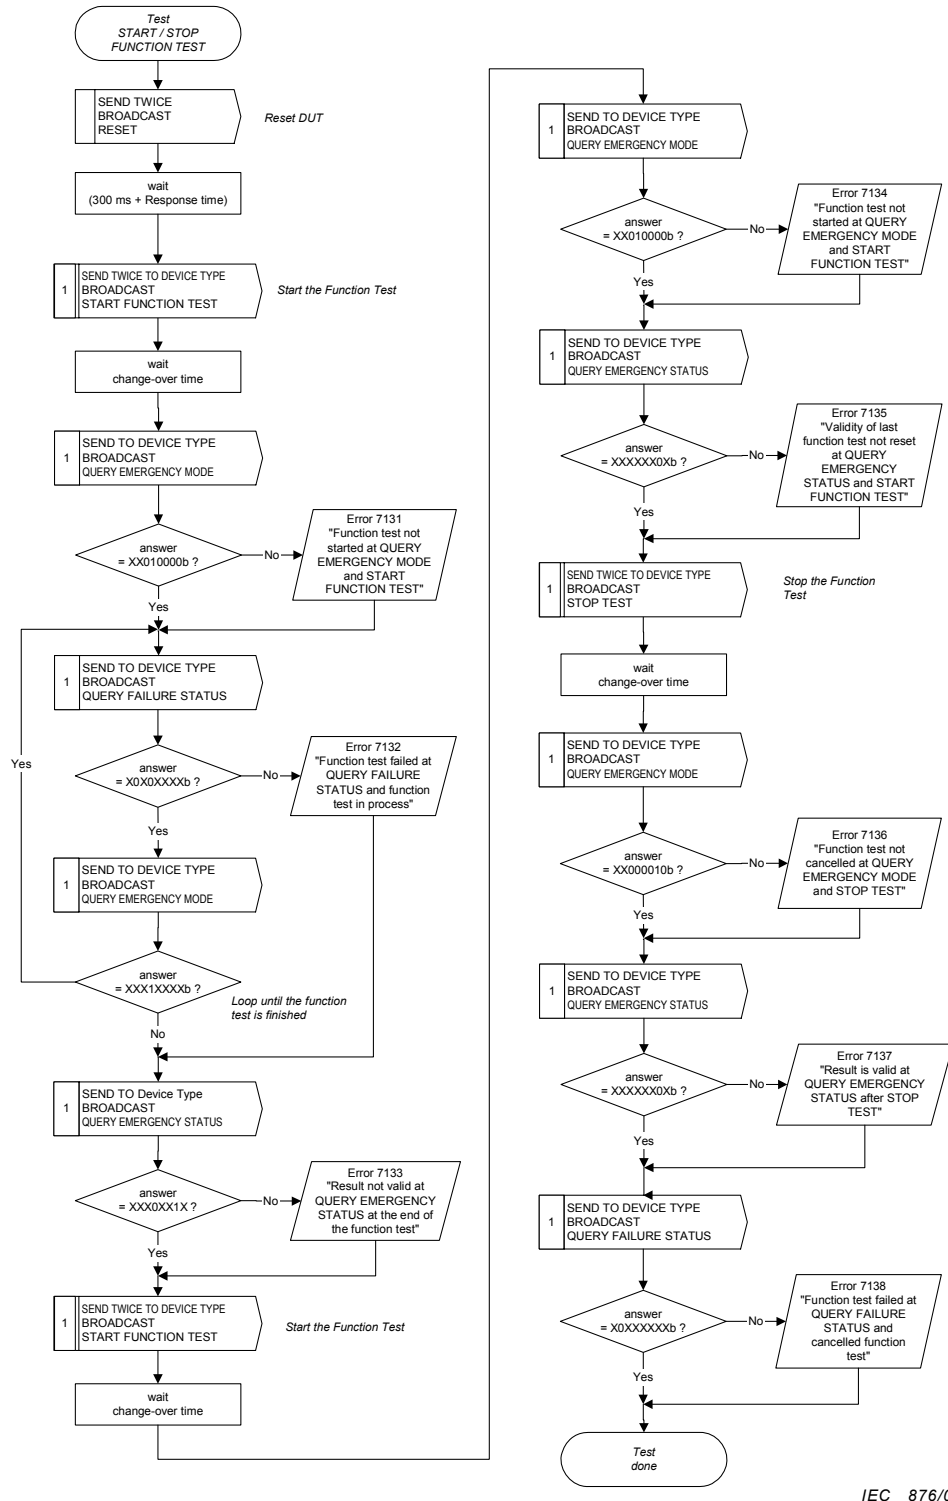 Test
START / STOP
FUNCTION TEST
SEND TWICE
BROADCAST
RESET
Reset DUT
wait
(300 ms + Response time)
1
SEND TWICE TO DEVICE TYPE
BROADCAST
START FUNCTION TEST
Start the Function Test
wait
change-over time
1
SEND TO DEVICE TYPE
BROADCAST
QUERY EMERGENCY MODE
answer
= XX010000b ?
No
Error 7131
"Function test not
started at QUERY
EMERGENCY MODE
and START
FUNCTION TEST"
Yes
1
SEND TO DEVICE TYPE
BROADCAST
QUERY FAILURE STATUS
Yes
answer
= X0X0XXXXb ?
No
Error 7132
"Function test failed at
QUERY FAILURE
STATUS and function
test in process"
Yes
1
SEND TO DEVICE TYPE
BROADCAST
QUERY EMERGENCY MODE
answer
= XXX1XXXXb ?
Loop until the function
test is finished
No
1
SEND TO Device Type
BROADCAST
QUERY EMERGENCY STATUS
answer
= XXX0XX1X ?
No
Error 7133
"Result not valid at
QUERY EMERGENCY
STATUS at the end of
the function test"
Yes
1
SEND TWICE TO DEVICE TYPE
BROADCAST
START FUNCTION TEST
Start the Function Test
wait
change-over time
1
SEND TO DEVICE TYPE
BROADCAST
QUERY EMERGENCY MODE
answer
= XX010000b ?
No
Error 7134
"Function test not
started at QUERY
EMERGENCY MODE
and START
FUNCTION TEST"
Yes
1
SEND TO DEVICE TYPE
BROADCAST
QUERY EMERGENCY STATUS
answer
= XXXXXX0Xb ?
No
Error 7135
"Validity of last
function test not reset
at QUERY
EMERGENCY
STATUS and START
FUNCTION TEST"
Yes
1
SEND TWICE TO DEVICE TYPE
BROADCAST
STOP TEST
Stop the Function
Test
wait
change-over time
1
SEND TO DEVICE TYPE
BROADCAST
QUERY EMERGENCY MODE
answer
= XX000010b ?
No
Error 7136
"Function test not
cancelled at QUERY
EMERGENCY MODE
and STOP TEST"
Yes
1
SEND TO DEVICE TYPE
BROADCAST
QUERY EMERGENCY STATUS
answer
= XXXXXX0Xb ?
No
Error 7137
"Result is valid at
QUERY EMERGENCY
STATUS after STOP
TEST"
Yes
1
SEND TO DEVICE TYPE
BROADCAST
QUERY FAILURE STATUS
answer
= X0XXXXXXb ?
No
Error 7138
"Function test failed at
QUERY FAILURE
STATUS and
cancelled function
test"
Yes
Test
done
IEC 876/0